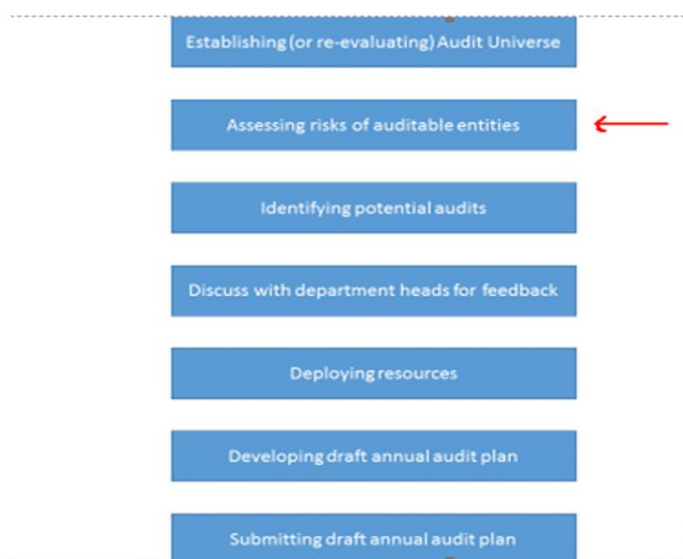 Establishing (or re-evaluating) Audit Universe
Assessing risks of auditable entities
Identifying potential audits
Discuss with department heads for feedback
Deploying resources
Developing draft annual audit plan
Submitting draft annual audit plan